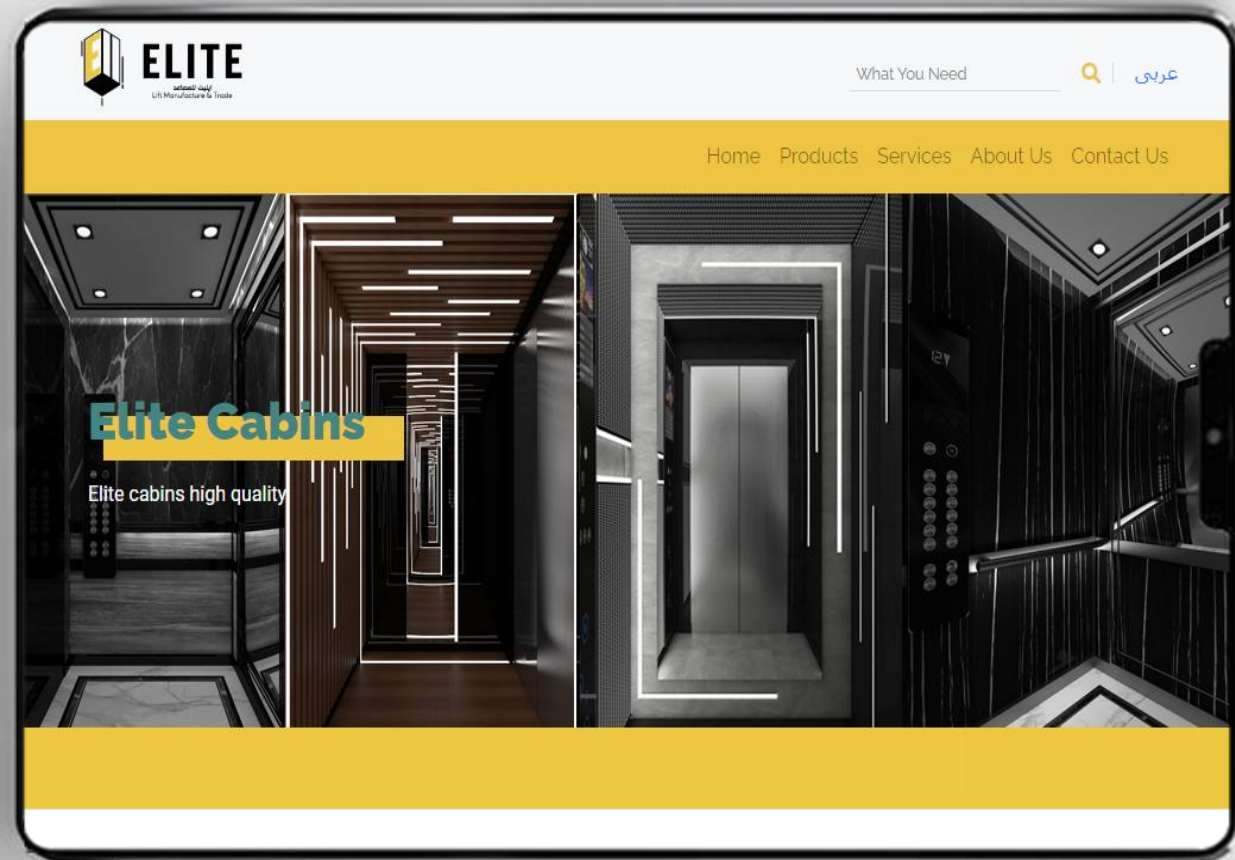 ELITE
إيليت للمصاعد
Lift Manufacture & Trade
What You Need
عربى
Home Products Services About Us Contact Us
Elite Cabins
Elite cabins high quality